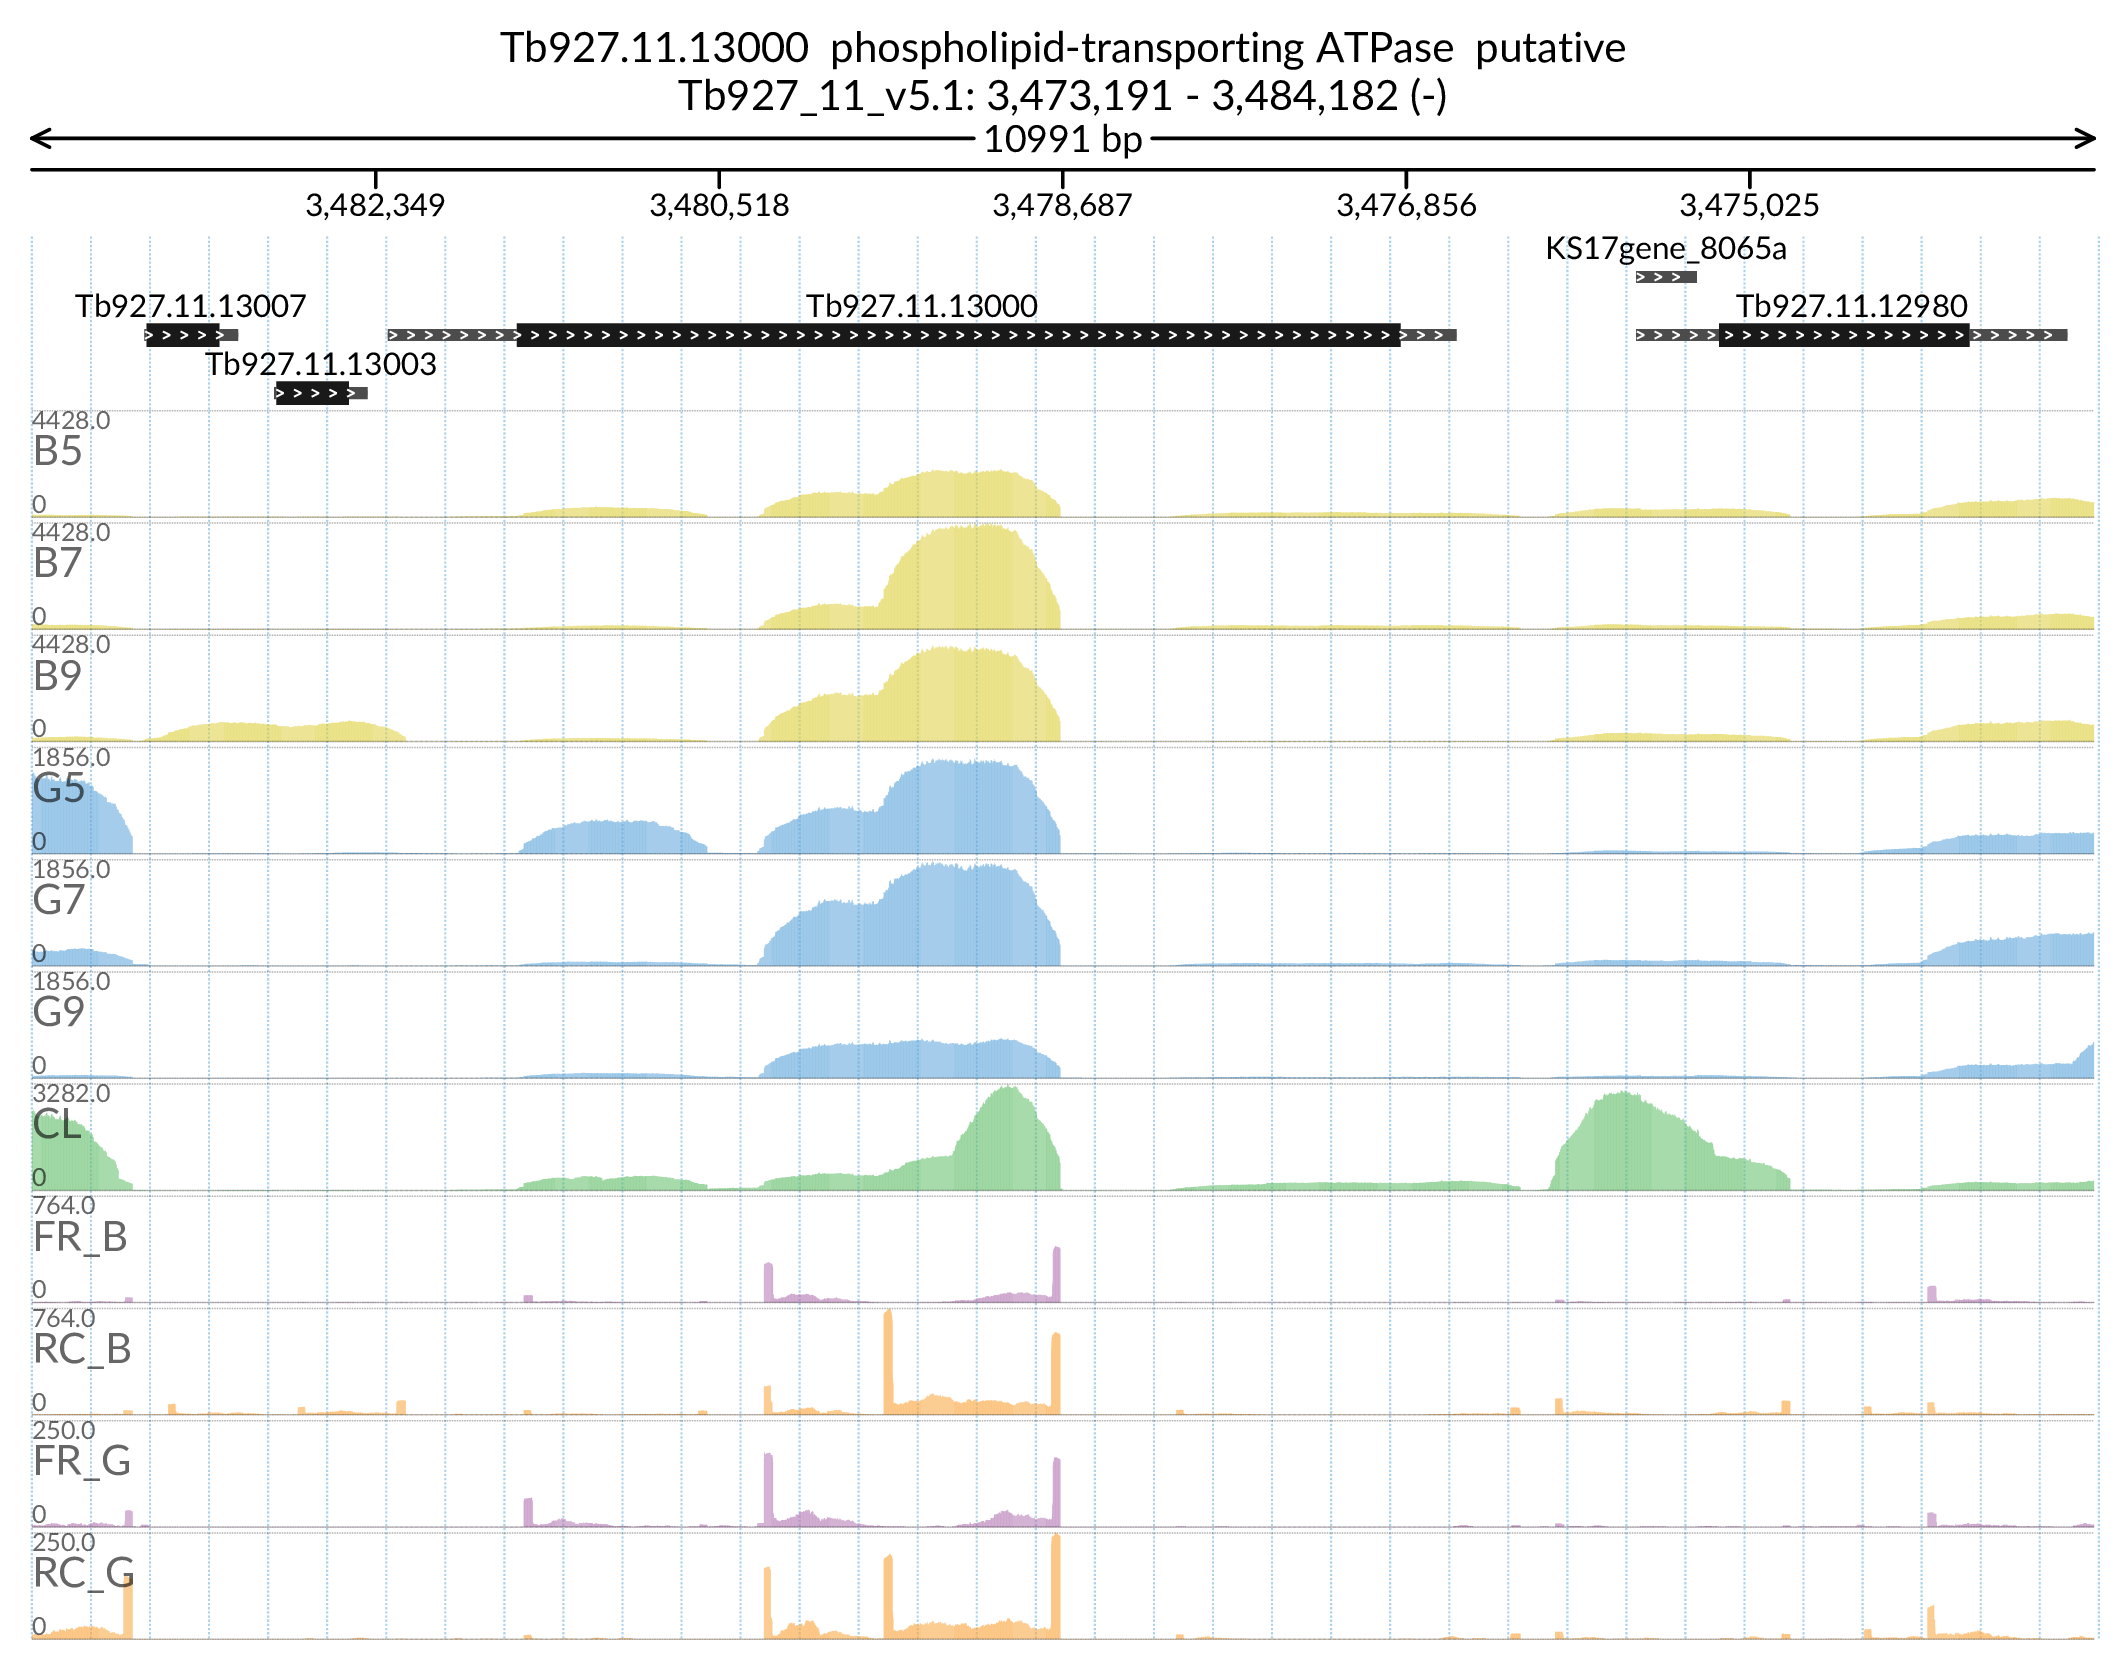 Tb927.11.13000  phospholipid-transporting ATPase  putative
Tb927_11_v5.1: 3,473,191 - 3,484,182 (-)
10991 bp
3,482,349 3,480,518 3,478,687 3,476,856 3,475,025
KS17gene_8065a
Tb927.11.13007 Tb927.11.13000 Tb927.11.12980
Tb927.11.13003
4428.0
B5
0
4428.0
B7
0
4428.0
B9
0
1856.0
G5
0
1856.0
G7
0
1856.0
G9
0
3282.0
CL
0
764.0
FR_B
0
764.0
RC_B
0
250.0
FR_G
0
250.0
RC_G
0